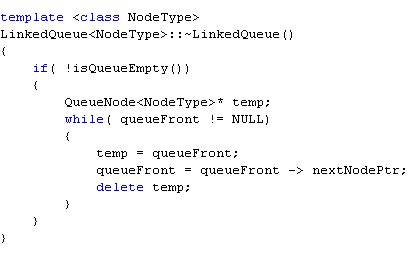 template <class NodeType>
LinkedQueue<NodeType>::~LinkedQueue()
{
    if( !isQueueEmpty())
    {
        QueueNode<NodeType>* temp;
        while( queueFront != NULL)
        {
            temp = queueFront;
            queueFront = queueFront -> nextNodePtr;
            delete temp;
        }
    }
}